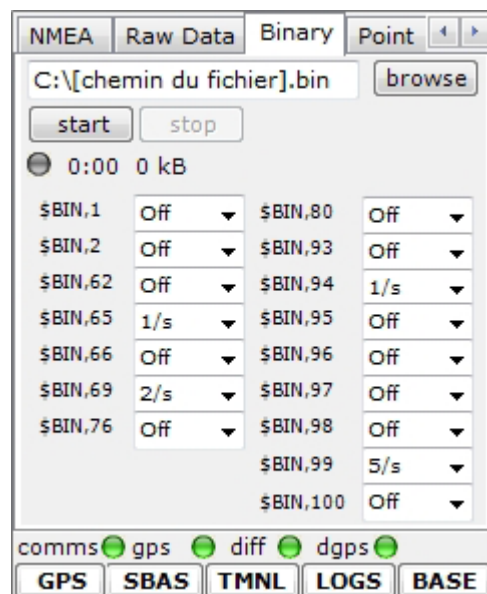 NMEA Raw Data Binary Point
C:\[chemin du fichier].bin browse
start stop
0:00 0 kB
$BIN,1 Off $BIN,80 Off
$BIN,2 Off $BIN,93 Off
$BIN,62 Off $BIN,94 1/s
$BIN,65 1/s $BIN,95 Off
$BIN,66 Off $BIN,96 Off
$BIN,69 2/s $BIN,97 Off
$BIN,76 Off $BIN,98 Off
$BIN,99 5/s
$BIN,100 Off
comms gps diff dgps
GPS SBAS TMNL LOGS BASE